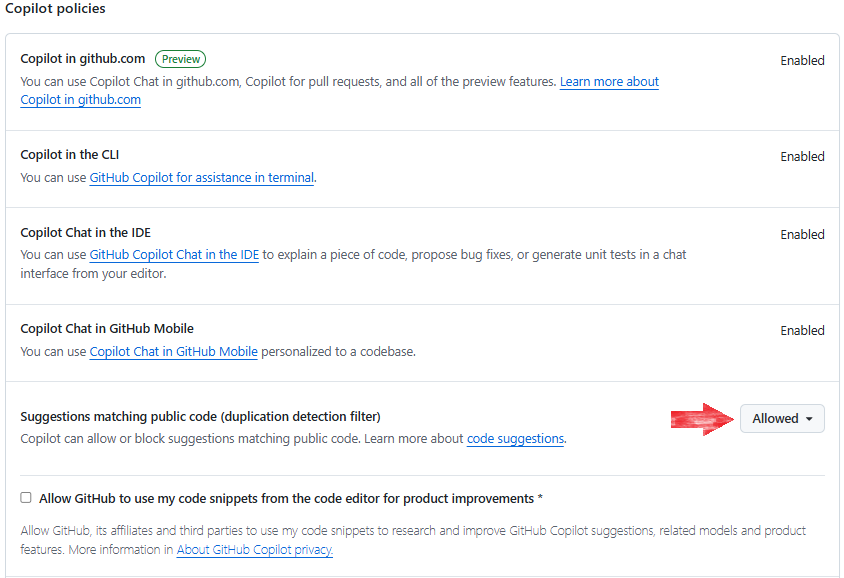 Copilot policies
Copilot in github.com Preview Enabled
You can use Copilot Chat in github.com, Copilot for pull requests, and all of the preview features. Learn more about
Copilot in github.com
Copilot in the CLI Enabled
You can use GitHub Copilot for assistance in terminal.
Copilot Chat in the IDE Enabled
You can use GitHub Copilot Chat in the IDE to explain a piece of code, propose bug fixes, or generate unit tests in a chat
interface from your editor.
Copilot Chat in GitHub Mobile Enabled
You can use Copilot Chat in GitHub Mobile personalized to a codebase.
Suggestions matching public code (duplication detection filter) Allowed
Copilot can allow or block suggestions matching public code. Learn more about code suggestions.
Allow GitHub to use my code snippets from the code editor for product improvements *
Allow GitHub, its affiliates and third parties to use my code snippets to research and improve GitHub Copilot suggestions, related models and product
features. More information in About GitHub Copilot privacy.